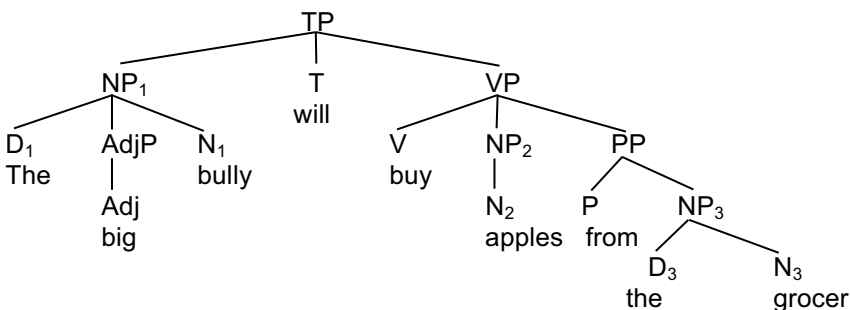 TP
NP₁ T VP
will
D₁ AdjP N₁ V NP₂ PP
The bully buy
Adj N₂ P NP₃
big apples from
D₃ N₃
the grocer